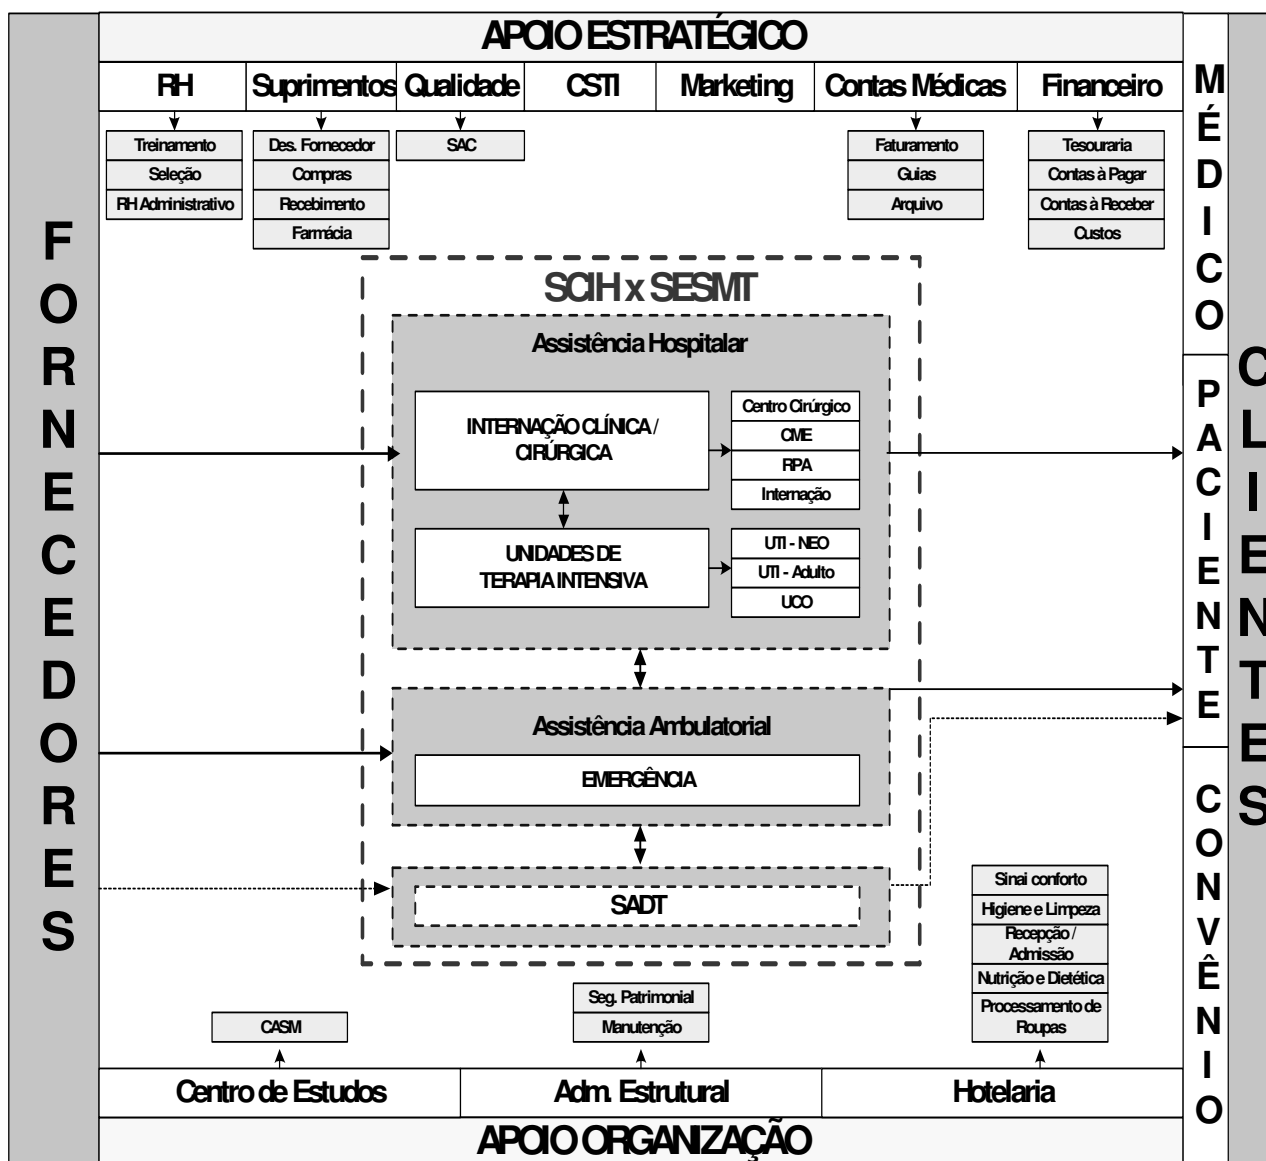 APOIO ESTRATÉGICO
RH
Suprimentos
Qualidade
CSTI
Marketing
Contas Médicas
Financeiro
Treinamento
Seleção
RH Administrativo
Des. Fornecedor
Compras
Recebimento
Farmácia
SAC
Faturamento
Guias
Arquivo
Tesouraria
Contas à Pagar
Contas à Receber
Custos
FORNECEDORES
SCIH x SESMT
Assistência Hospitalar
INTERNAÇÃO CLÍNICA /
CIRÚRGICA
Centro Cirúrgico
CME
RPA
Internação
UNIDADES DE
TERAPIA INTENSIVA
UTI - NEO
UTI - Adulto
UCO
Assistência Ambulatorial
EMERGÊNCIA
SADT
MÉDICO
PACIENTE
CONVÊNIO
CLIENTES
CASM
Seg. Patrimonial
Manutenção
Sinai conforto
Higiene e Limpeza
Recepção /
Admissão
Nutrição e Dietética
Processamento de
Roupas
Centro de Estudos
Adm. Estrutural
Hotelaria
APOIO ORGANIZAÇÃO